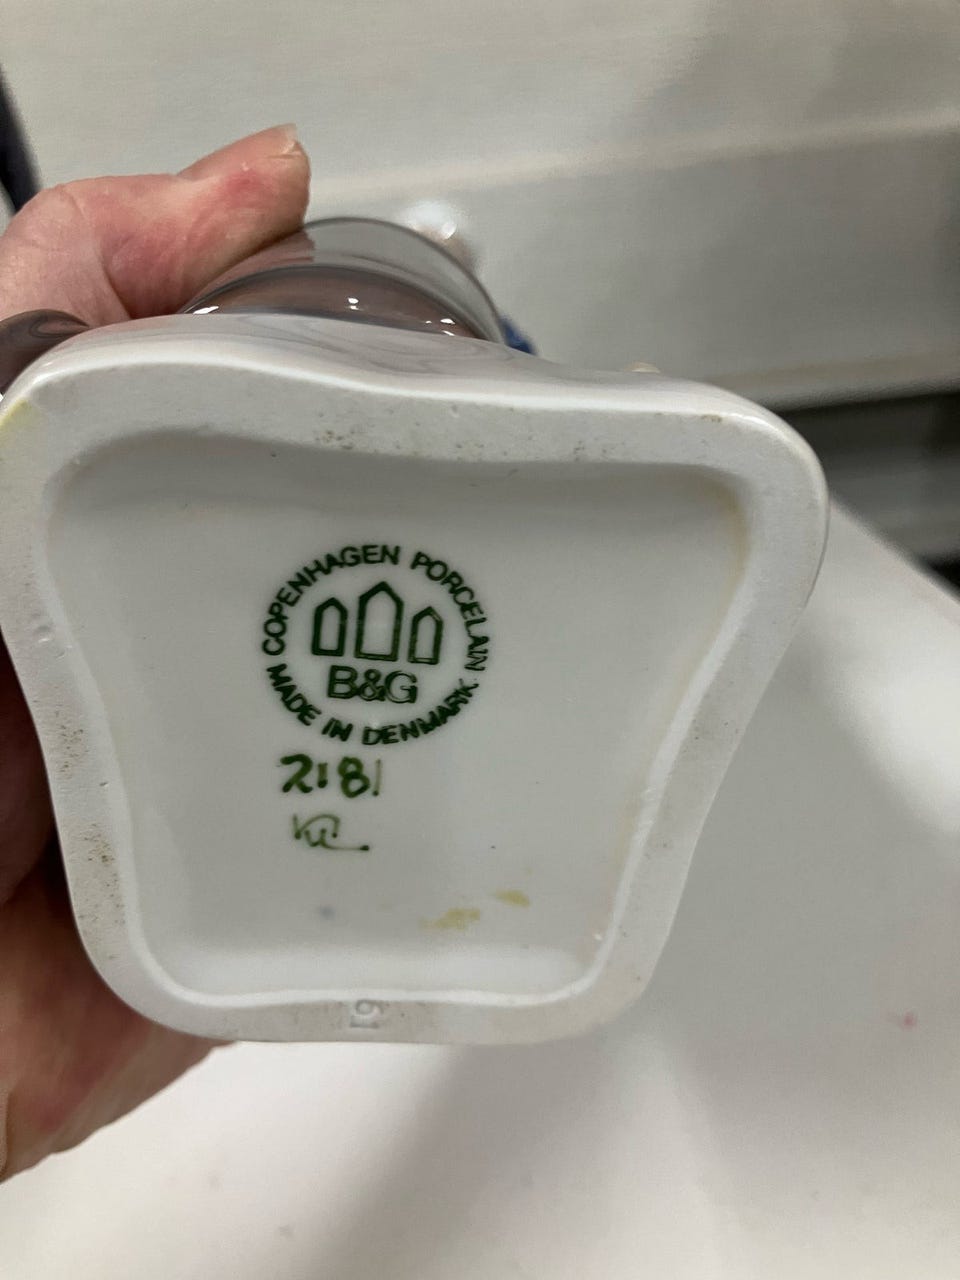 COPENHAGEN PORCELAIN
B&G
MADE IN DENMARK
2181